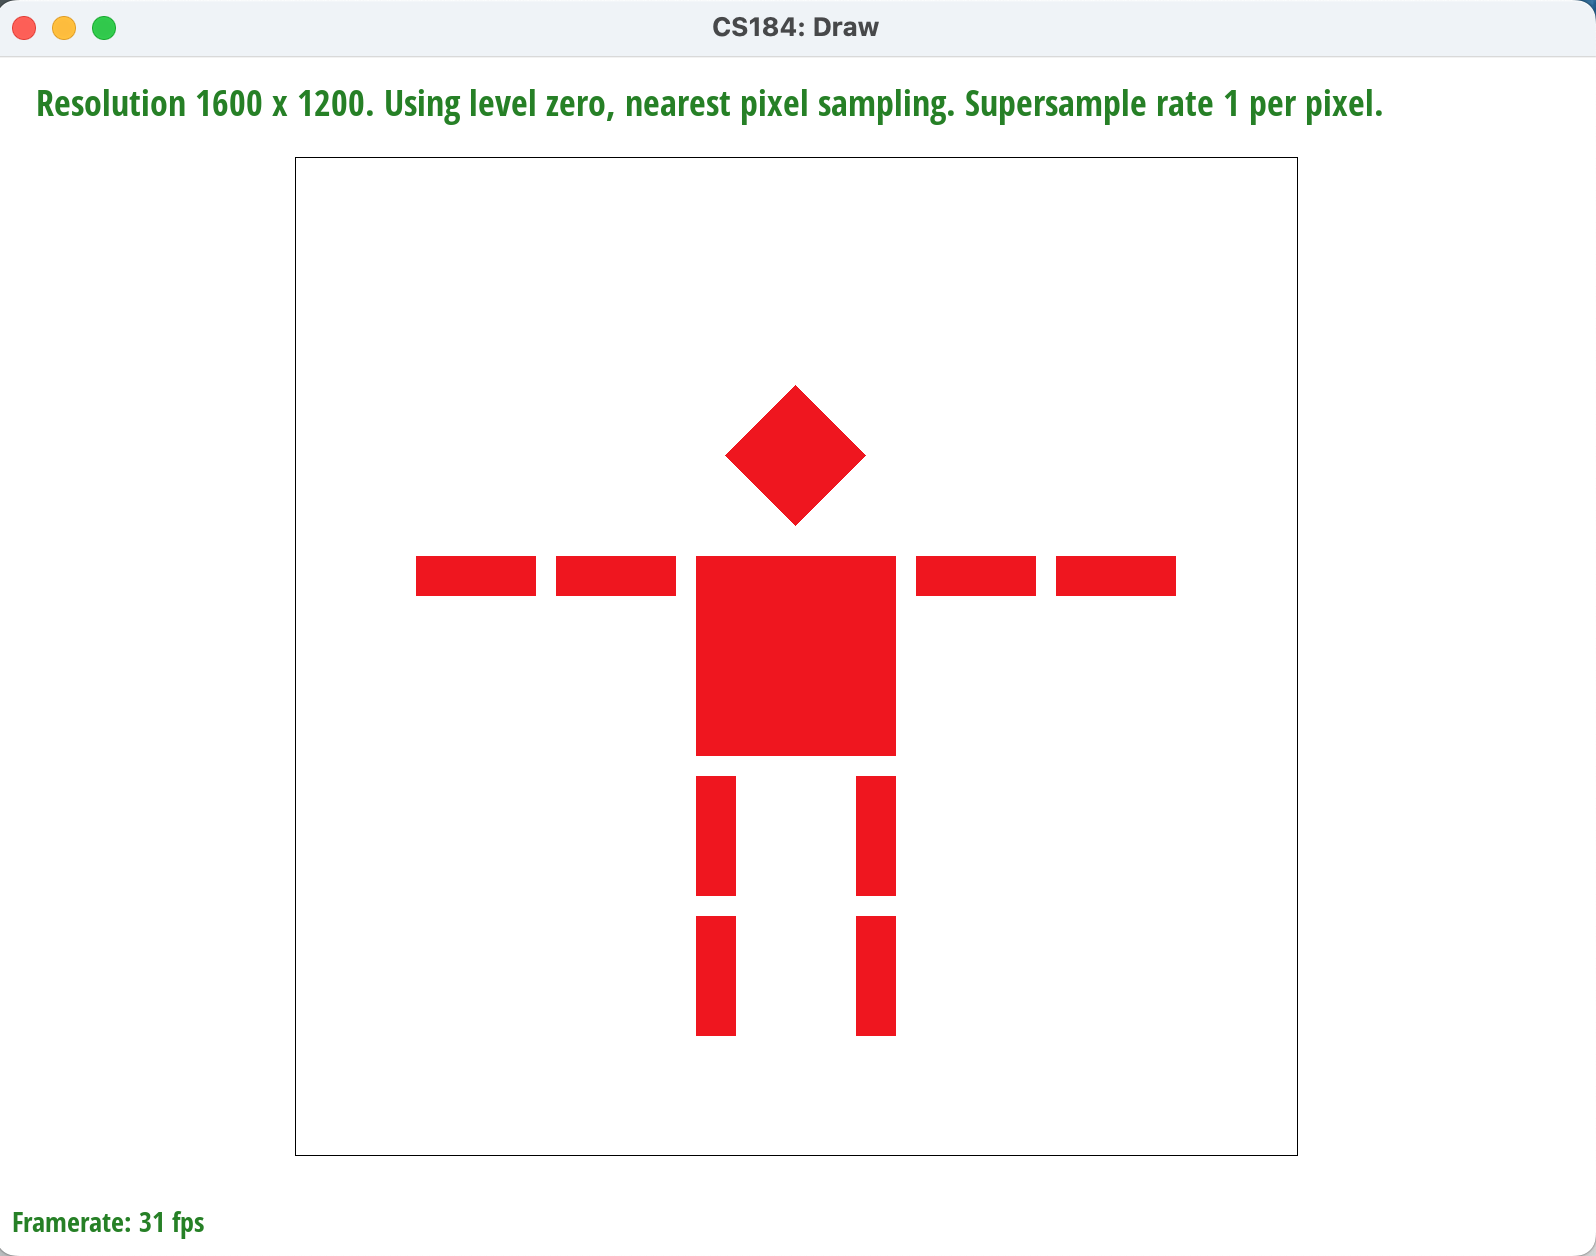 CS184: Draw
Resolution 1600 x 1200. Using level zero, nearest pixel sampling. Supersample rate 1 per pixel.
Framerate: 31 fps